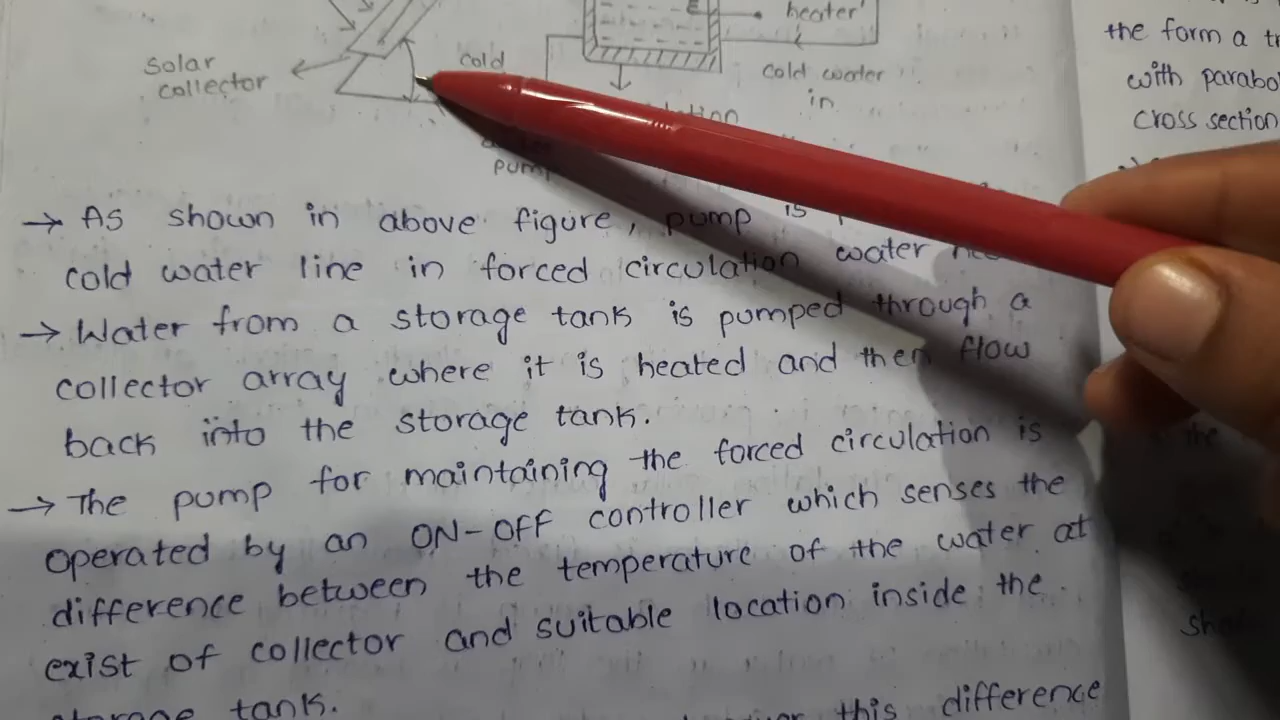 heater
Solar
collector
cold
cold water
in
pump
→ As shown in above figure, pump is
cold water line in forced circulation water
→ Water from a storage tank is pumped through a
collector array where it is heated and then flow
back into the storage tank.
→ The pump for maintaining the forced circulation is
operated by an ON-OFF controller which senses the
difference between the temperature of the water at
exist of collector and suitable location inside the
storage tank.
this difference
the form a
with
cross section
the